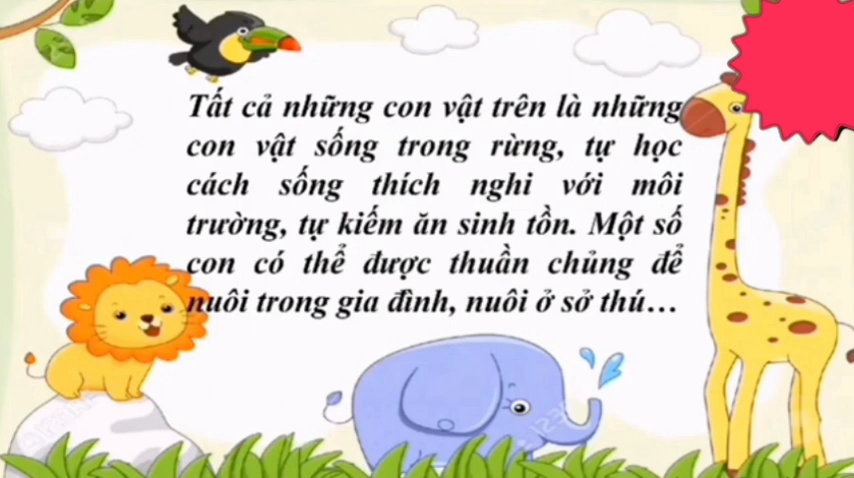 Tất cả những con vật trên là những
con vật sống trong rừng, tự học
cách sống thích nghi với môi
trường, tự kiếm ăn sinh tồn. Một số
con có thể được thuần chủng để
nuôi trong gia đình, nuôi ở sở thú…